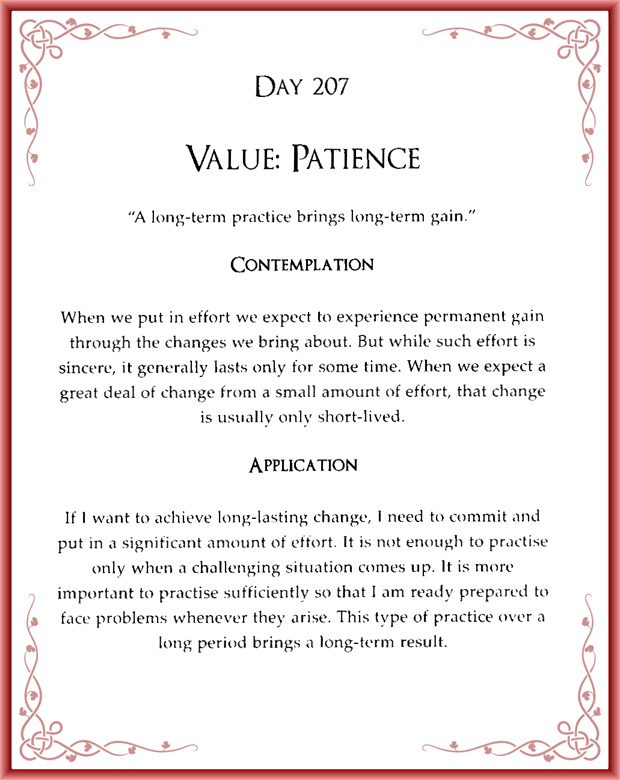 Day 207
Value: Patience
“A long-term practice brings long-term gain.”
Contemplation
When we put in effort we expect to experience permanent gain
through the changes we bring about. But while such effort is
sincere, it generally lasts only for some time. When we expect a
great deal of change from a small amount of effort, that change
is usually only short-lived.
Application
If I want to achieve long-lasting change, I need to commit and
put in a significant amount of effort. It is not enough to practise
only when a challenging situation comes up. It is more
important to practise sufficiently so that I am ready prepared to
face problems whenever they arise. This type of practice over a
long period brings a long-term result.